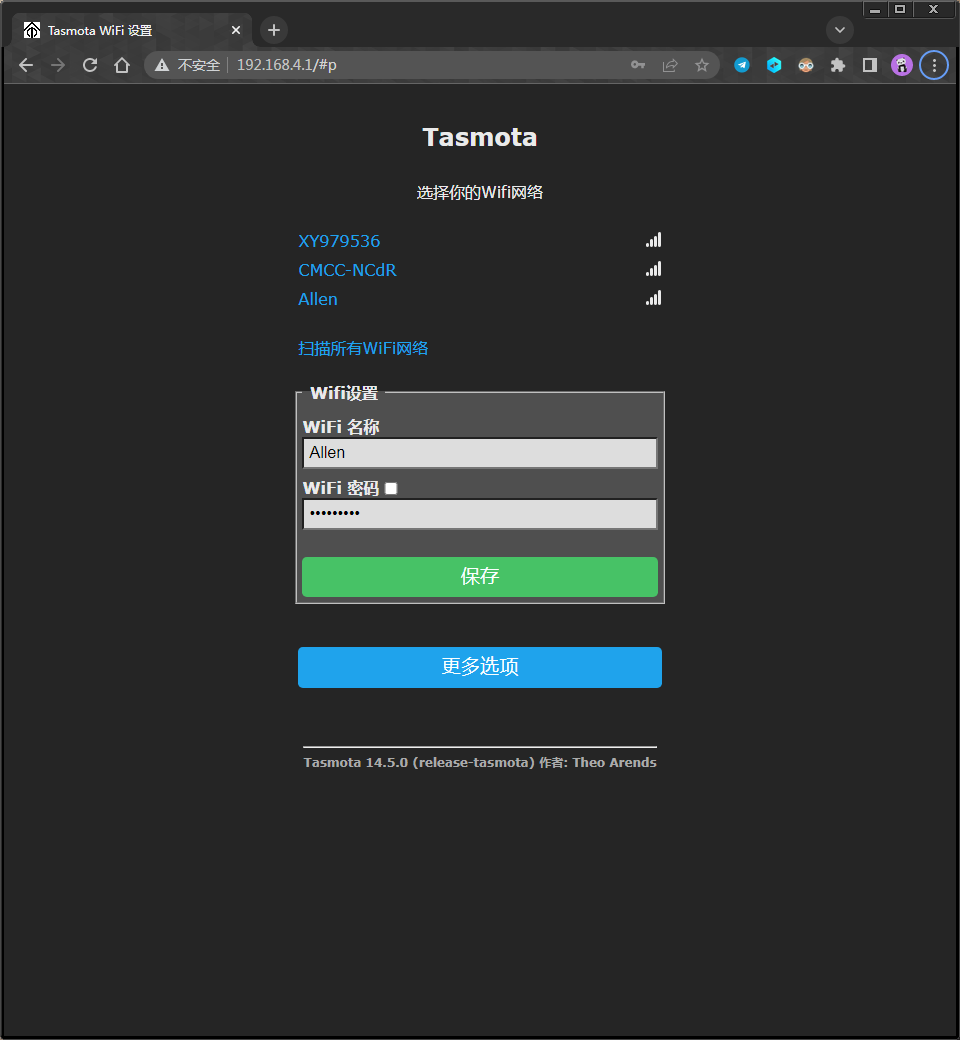 Tasmota WiFi 设置
不安全 192.168.4.1/#p
Tasmota
选择你的Wifi网络
XY979536
CMCC-NCdR
Allen
扫描所有WiFi网络
Wifi设置
WiFi 名称
Allen
WiFi 密码
•••••••••
保存
更多选项
Tasmota 14.5.0 (release-tasmota) 作者: Theo Arends